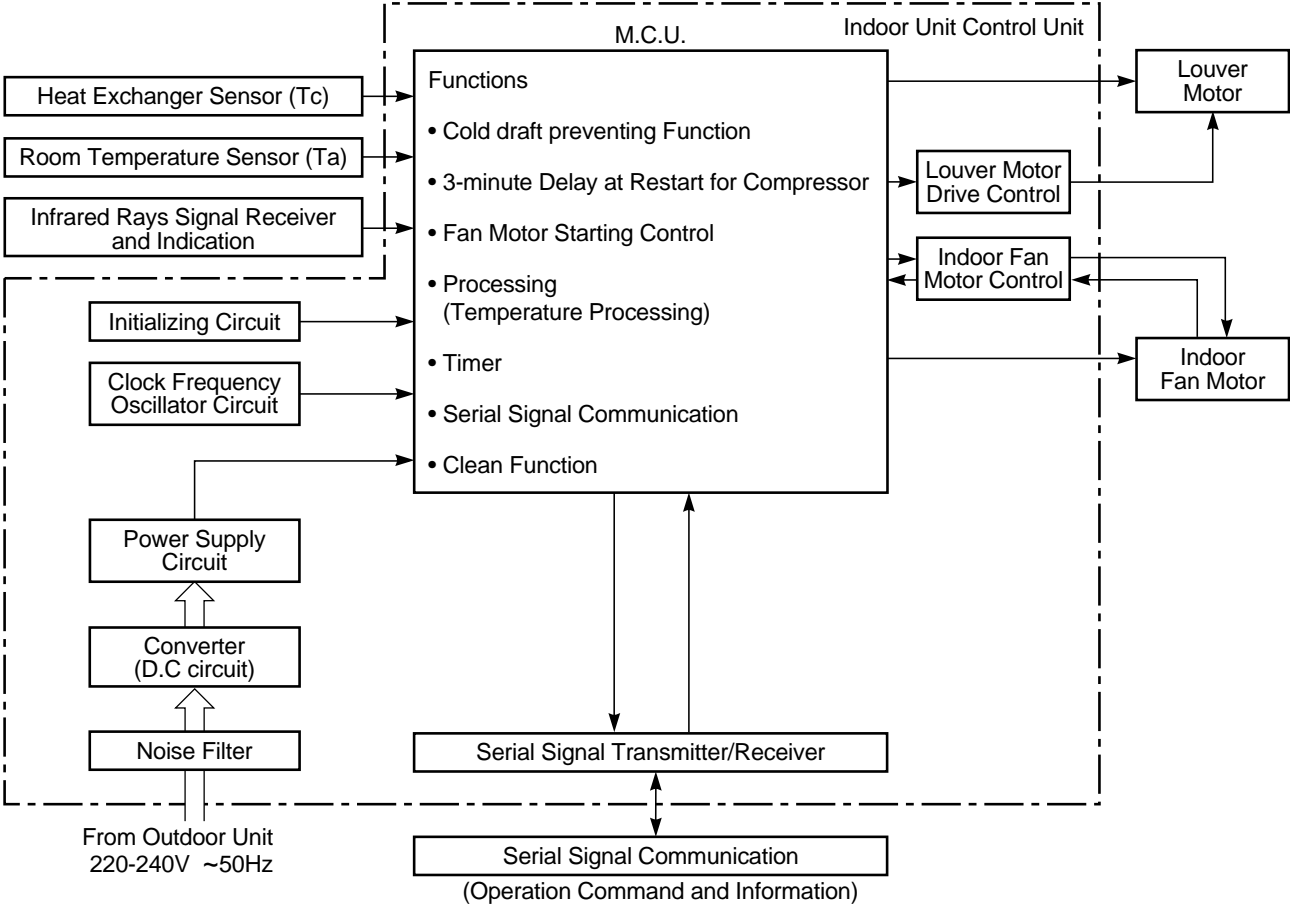 Indoor Unit Control Unit
M.C.U.
Functions
• Cold draft preventing Function
• 3-minute Delay at Restart for Compressor
• Fan Motor Starting Control
• Processing
(Temperature Processing)
• Timer
• Serial Signal Communication
• Clean Function
Heat Exchanger Sensor (Tc)
Room Temperature Sensor (Ta)
Infrared Rays Signal Receiver
and Indication
Initializing Circuit
Clock Frequency
Oscillator Circuit
Power Supply
Circuit
Converter
(D.C circuit)
Noise Filter
From Outdoor Unit
220-240V ~50Hz
Louver
Motor
Louver Motor
Drive Control
Indoor Fan
Motor Control
Indoor
Fan Motor
Serial Signal Transmitter/Receiver
Serial Signal Communication
(Operation Command and Information)